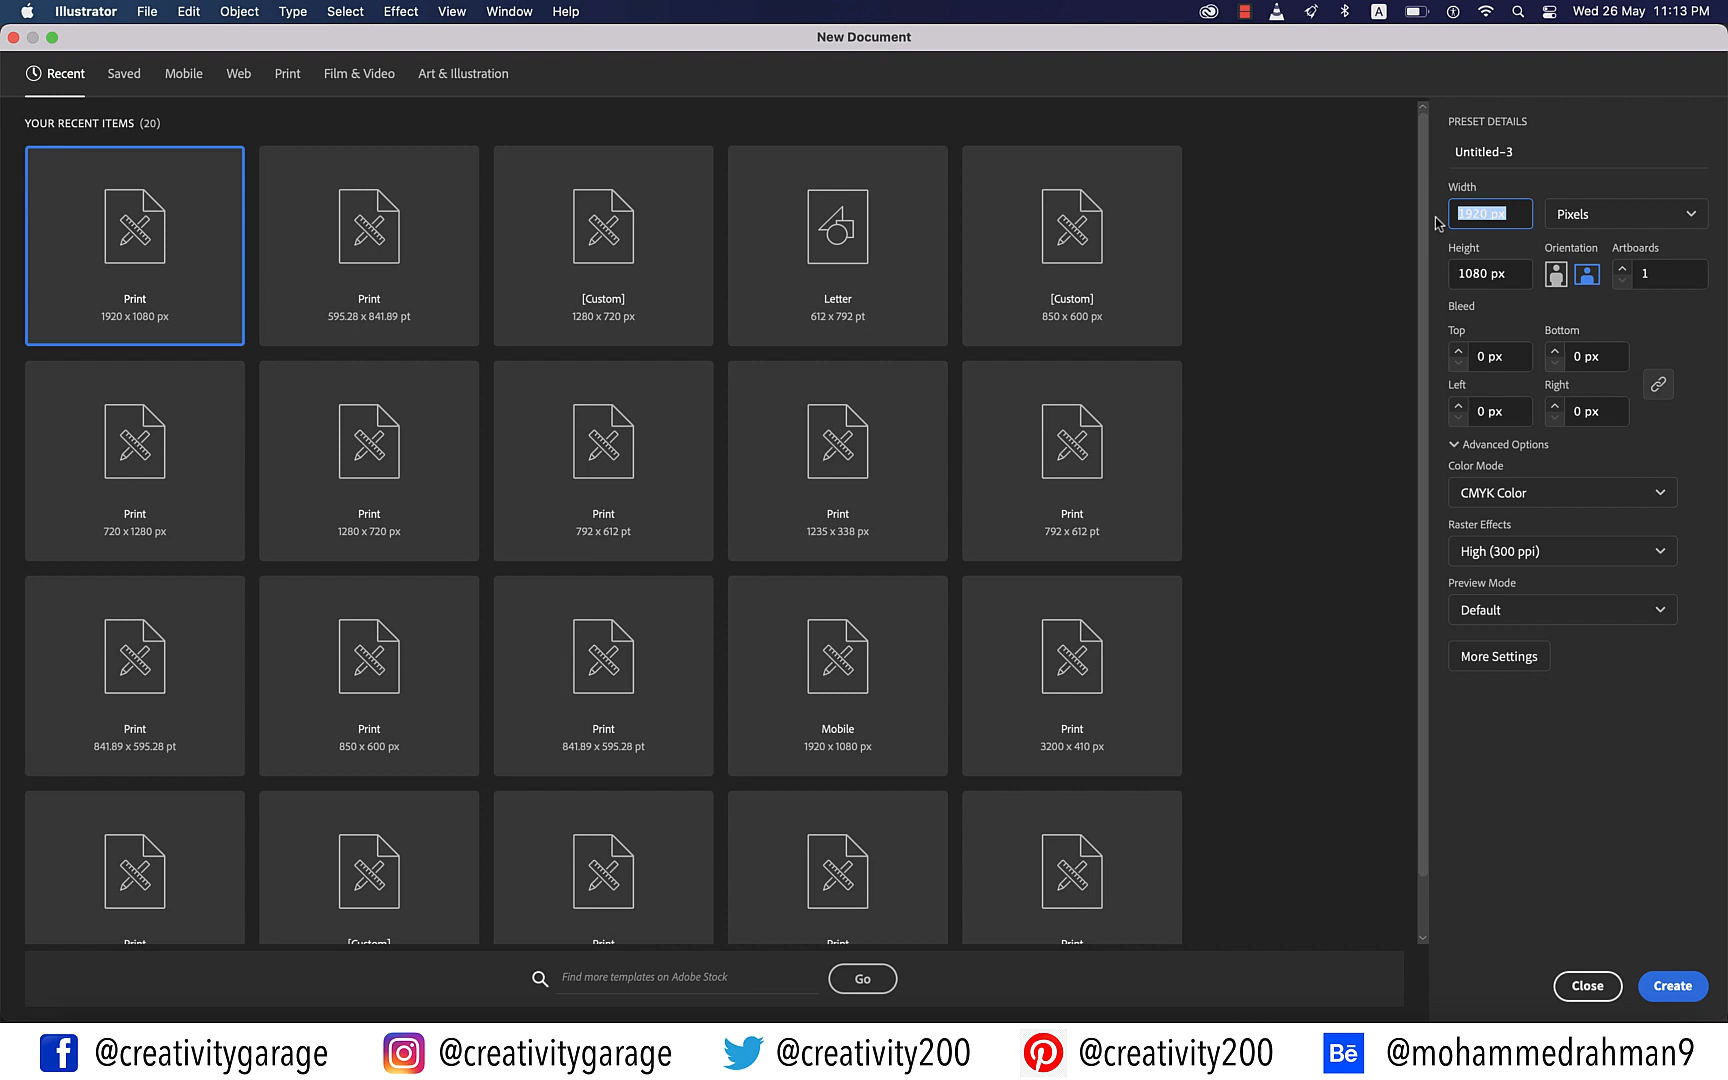 Illustrator File Edit Object Type Select Effect View Window Help A Wed 26 May 11:13 PM
New Document
Recent Saved Mobile Web Print Film & Video Art & Illustration
YOUR RECENT ITEMS (20)
Print
1920 x 1080 px
Print
595.28 x 841.89 pt
[Custom]
1280 x 720 px
Letter
612 x 792 pt
[Custom]
850 x 600 px
Print
720 x 1280 px
Print
1280 x 720 px
Print
792 x 612 pt
Print
1235 x 338 px
Print
792 x 612 pt
Print
841.89 x 595.28 pt
Print
850 x 600 px
Print
841.89 x 595.28 pt
Mobile
1920 x 1080 px
Print
3200 x 410 px
Print
[Custom]
Print
Print
Print
Find more templates on Adobe Stock
Go
PRESET DETAILS
Untitled-3
Width
1920 px Pixels
Height Orientation Artboards
1080 px 1
Bleed
Top Bottom
0 px 0 px
Left Right
0 px 0 px
Advanced Options
Color Mode
CMYK Color
Raster Effects
High (300 ppi)
Preview Mode
Default
More Settings
Close Create
f @creativitygarage @creativitygarage @creativity200 @creativity200 Bē @mohammedrahman9